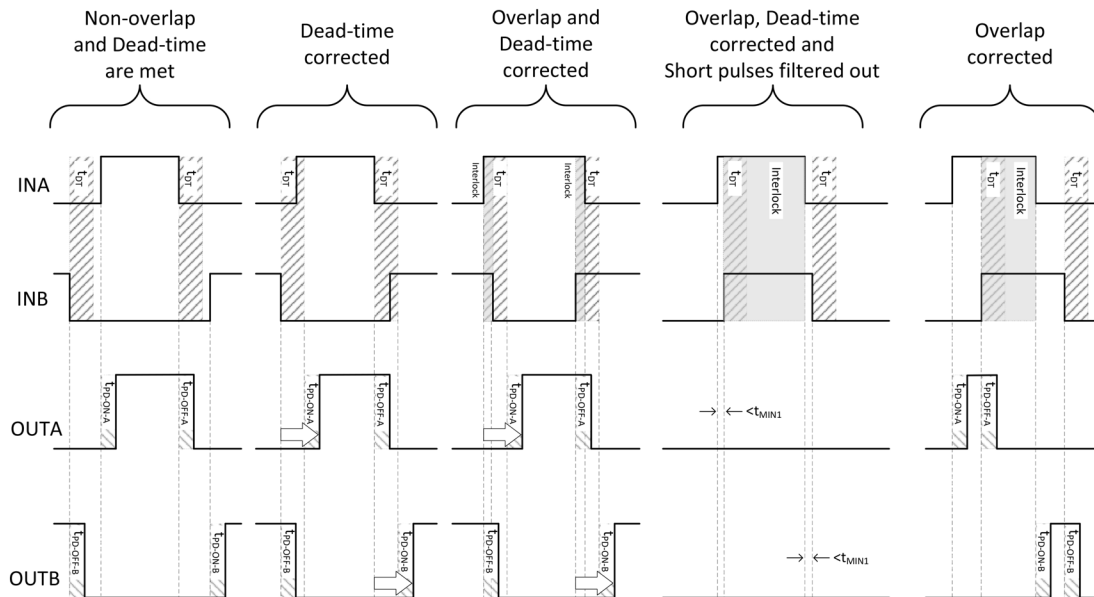 Non-overlap
and Dead-time
are met
Dead-time
corrected
Overlap and
Dead-time
corrected
Overlap, Dead-time
corrected and
Short pulses filtered out
Overlap
corrected
INA
tDT
tDT
tDT
tDT
Interlock
tDT
Interlock
tDT
tDT
Interlock
tDT
tDT
Interlock
tDT
INB
OUTA
tPD-ON-A
tPD-OFF-A
tPD-ON-A
tPD-OFF-A
tPD-ON-A
tPD-OFF-A
<tMIN1
tPD-ON-A
tPD-OFF-A
OUTB
tPD-OFF-B
tPD-ON-B
tPD-OFF-B
tPD-ON-B
tPD-OFF-B
tPD-ON-B
<tMIN1
tPD-ON-B
tPD-OFF-B